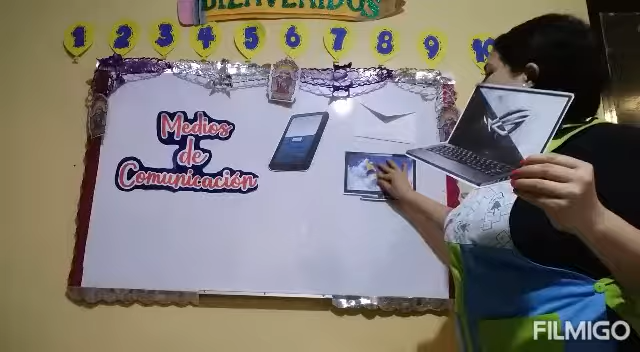 BIENVENIDOS
1 2 3 4 5 6 7 8 9 10
Medios
de
Comunicación
FILMIGO